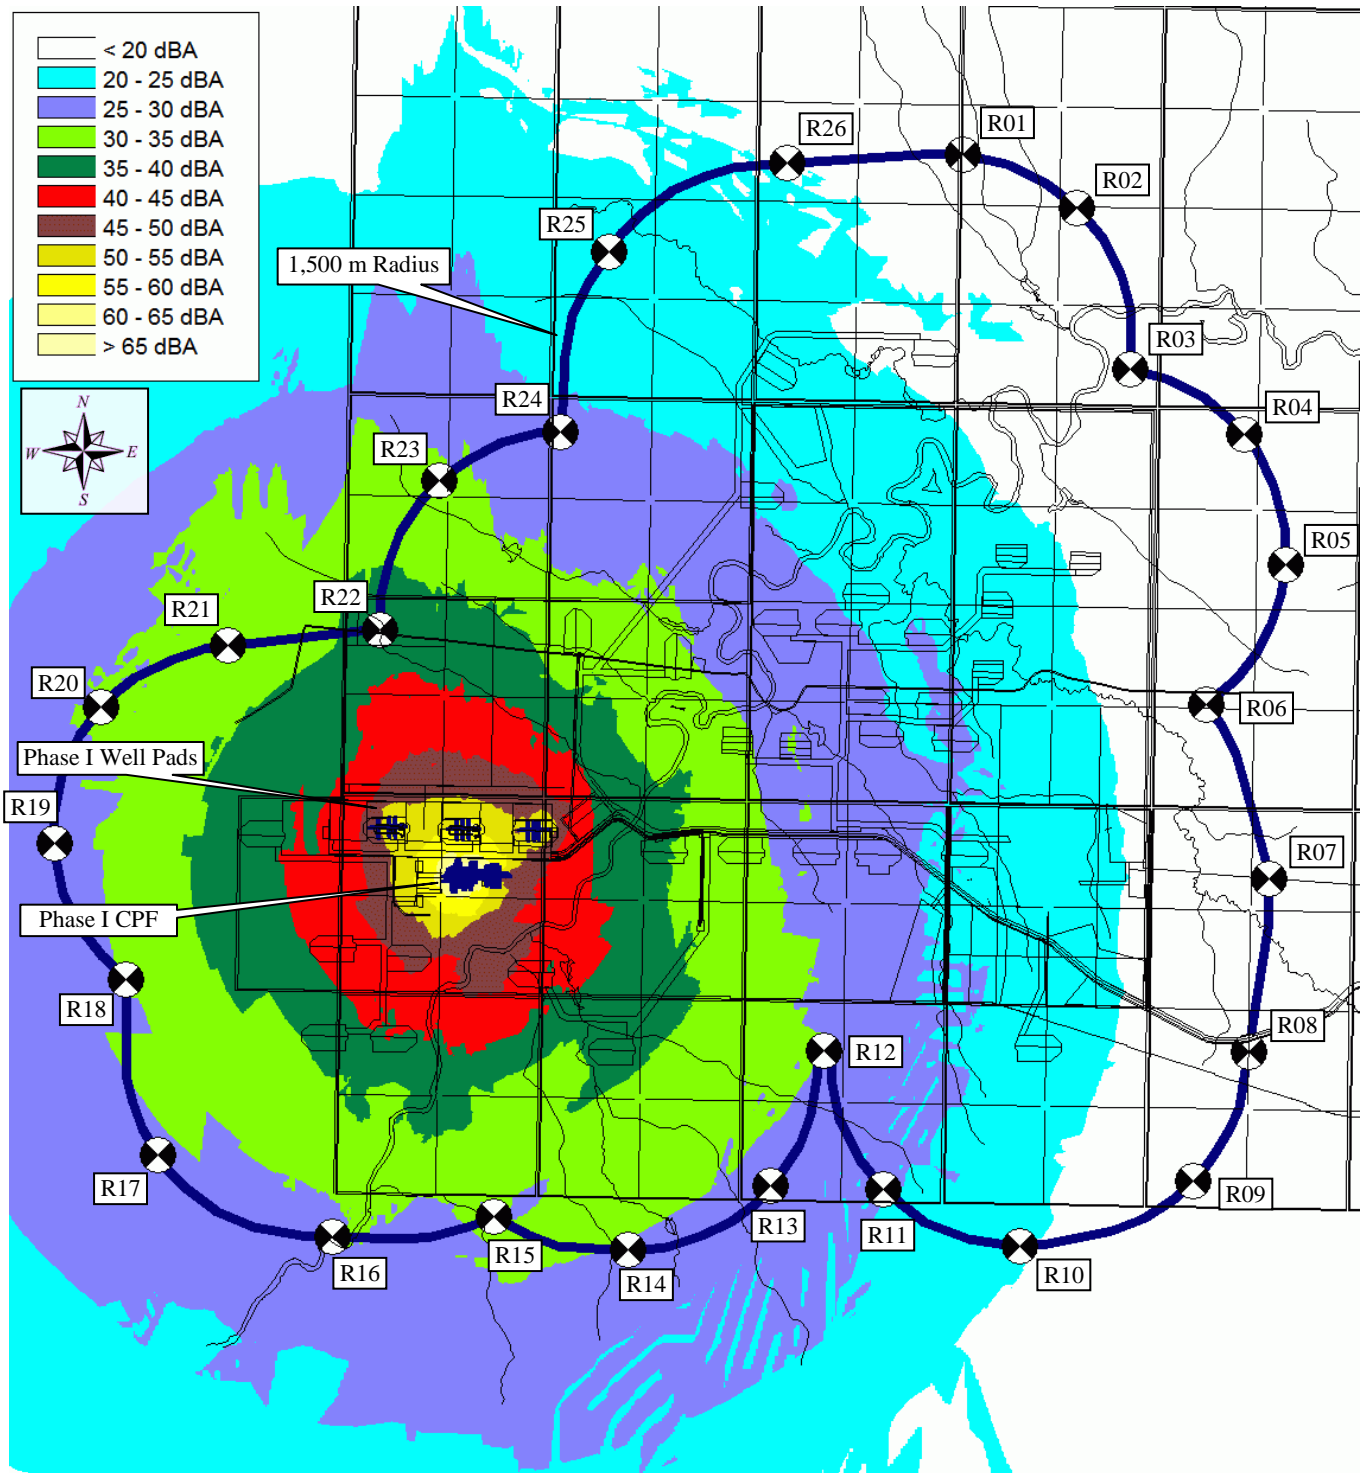 < 20 dBA
20 - 25 dBA
25 - 30 dBA
30 - 35 dBA
35 - 40 dBA
40 - 45 dBA
45 - 50 dBA
50 - 55 dBA
55 - 60 dBA
60 - 65 dBA
> 65 dBA
N
W
E
S
R26
R01
R02
R25
1,500 m Radius
R03
R24
R04
R23
R05
R22
R21
R20
R06
Phase I Well Pads
R19
R07
Phase I CPF
R18
R08
R12
R17
R09
R13
R11
R15
R16
R14
R10